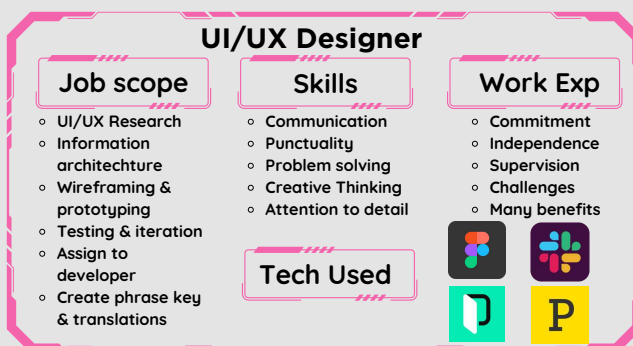 UI/UX Designer
Job scope
UI/UX Research
Information
architechture
Wireframing &
prototyping
Testing & iteration
Assign to
developer
Create phrase key
& translations
Skills
Communication
Punctuality
Problem solving
Creative Thinking
Attention to detail
Work Exp
Commitment
Independence
Supervision
Challenges
Many benefits
Tech Used
P